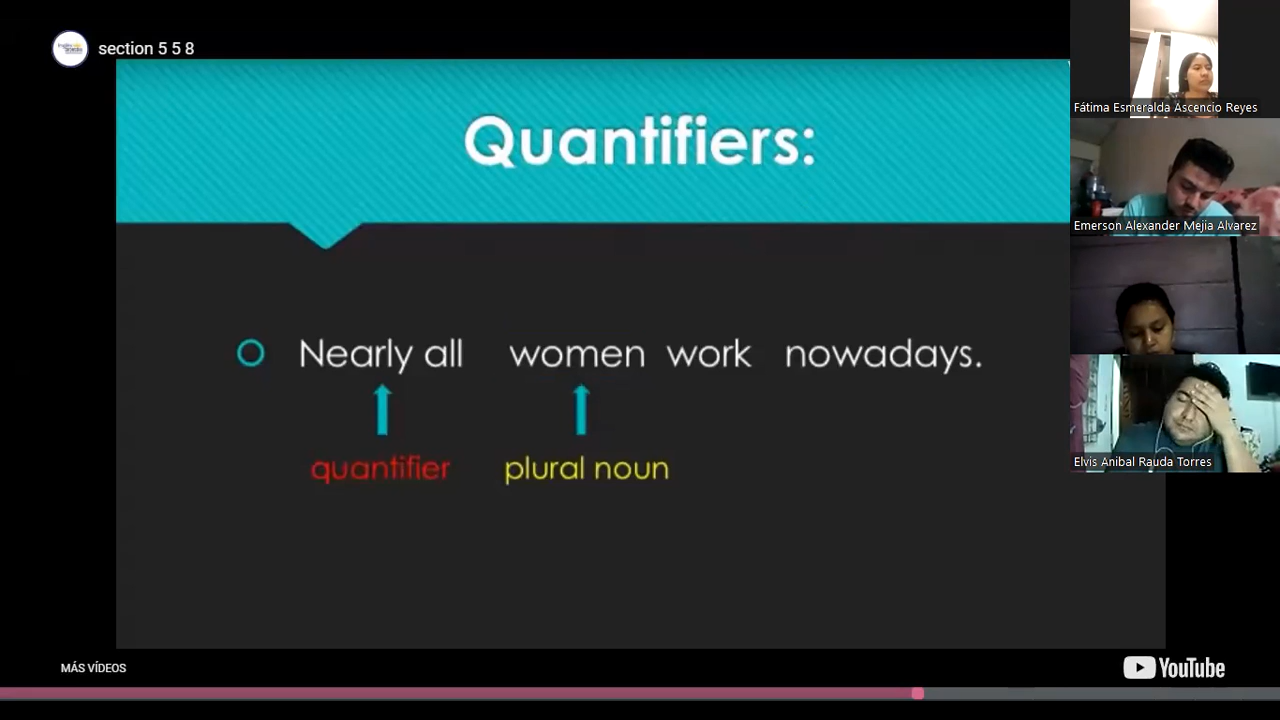 section 5 5 8
Quantifiers:
Nearly all women work nowadays.
quantifier plural noun
MÁS VÍDEOS
YouTube
Fátima Esmeralda Ascencio Reyes
Emerson Alexander Mejía Alvarez
Elvis Anibal Rauda Torres